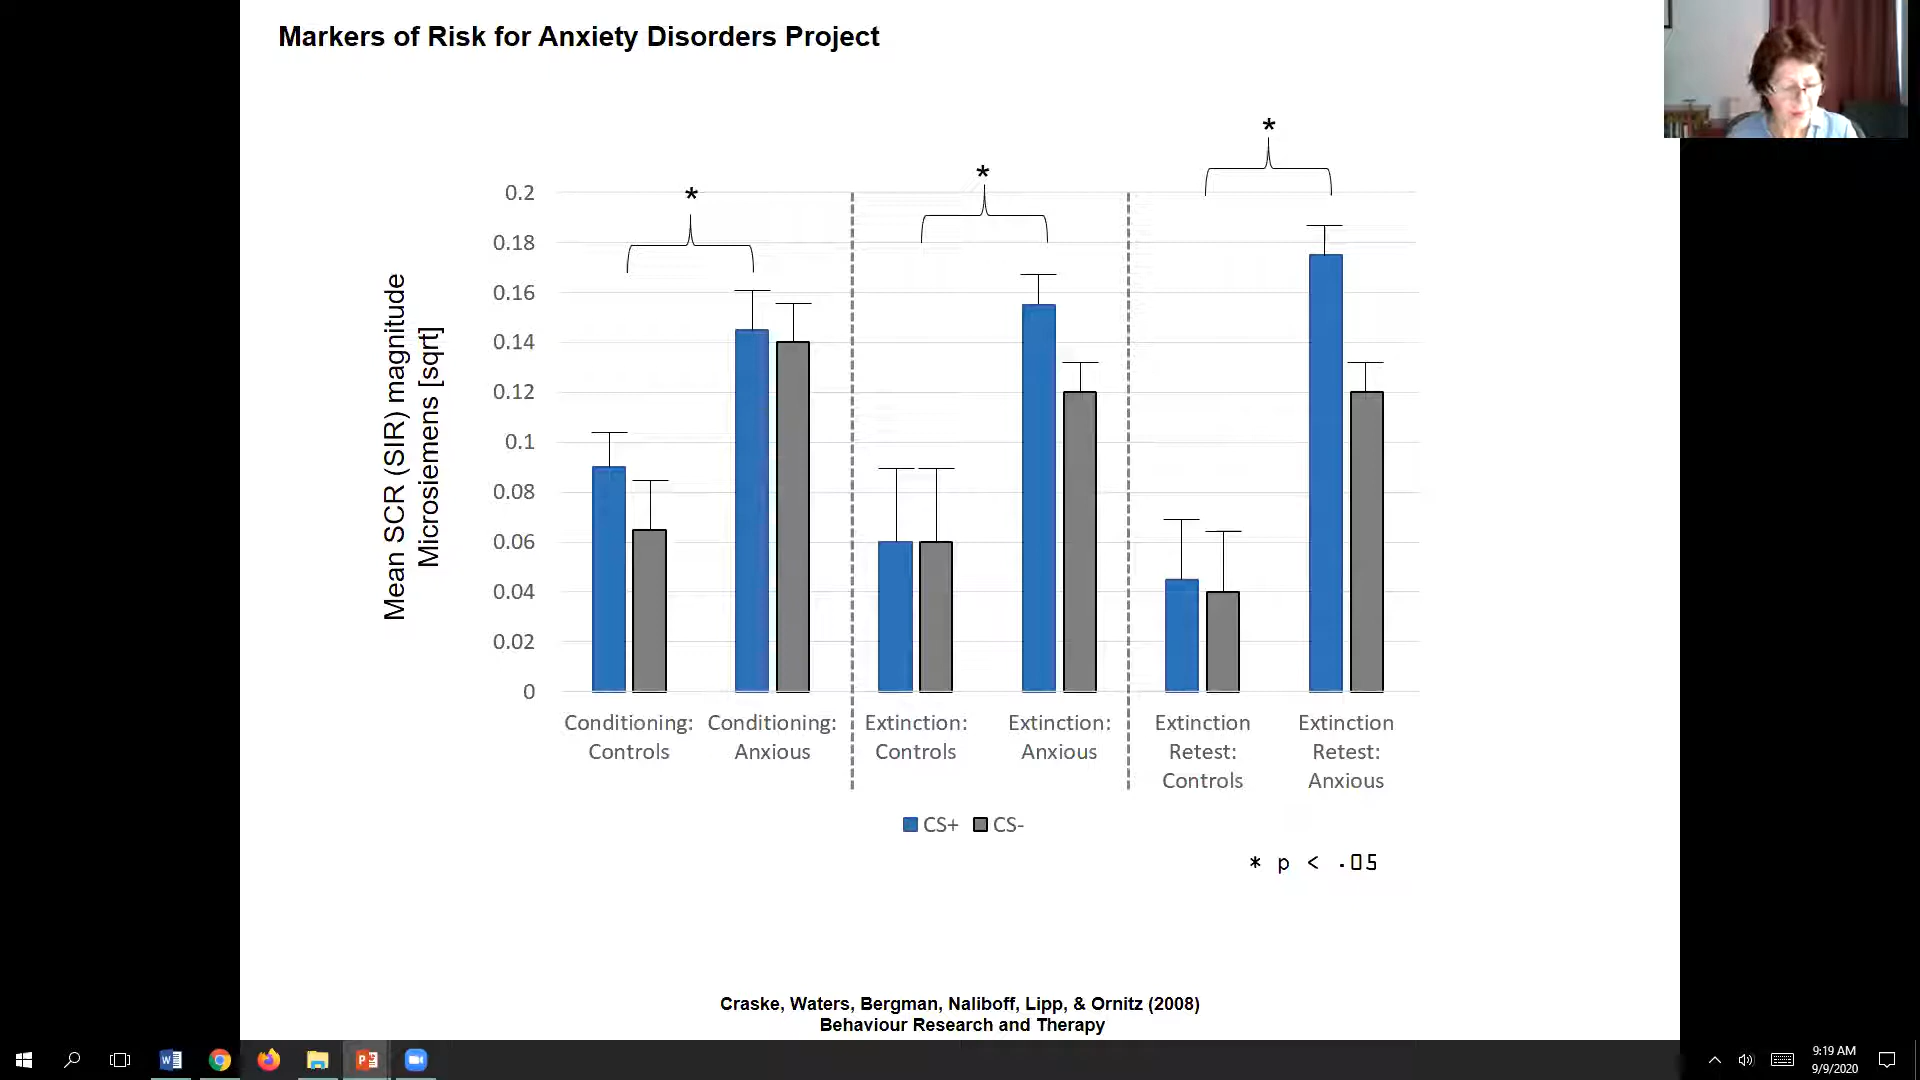 Markers of Risk for Anxiety Disorders Project
*
*
*
Mean SCR (SIR) magnitude
Microsiemens [sqrt]
0.2
0.18
0.16
0.14
0.12
0.1
0.08
0.06
0.04
0.02
0
Conditioning:
Controls
Conditioning:
Anxious
Extinction:
Controls
Extinction:
Anxious
Extinction
Retest:
Controls
Extinction
Retest:
Anxious
CS+ CS-
* p < .05
Craske, Waters, Bergman, Naliboff, Lipp, & Ornitz (2008)
Behaviour Research and Therapy
9:19 AM
9/9/2020